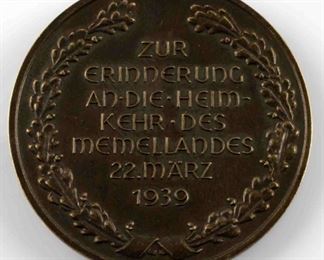 ZUR
ERINNERUNG
AN·DIE·HEIM-
KEHR·DES
MEMELLANDES
22.MÄRZ
1939